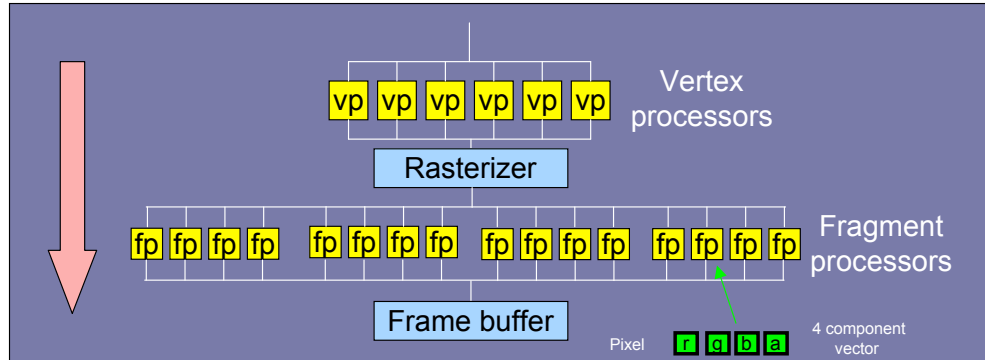 vp vp vp vp vp vp
Vertex
processors
Rasterizer
fp fp fp fp fp fp fp fp fp fp fp fp fp fp fp fp
Fragment
processors
Frame buffer
Pixel r g b a 4 component
vector